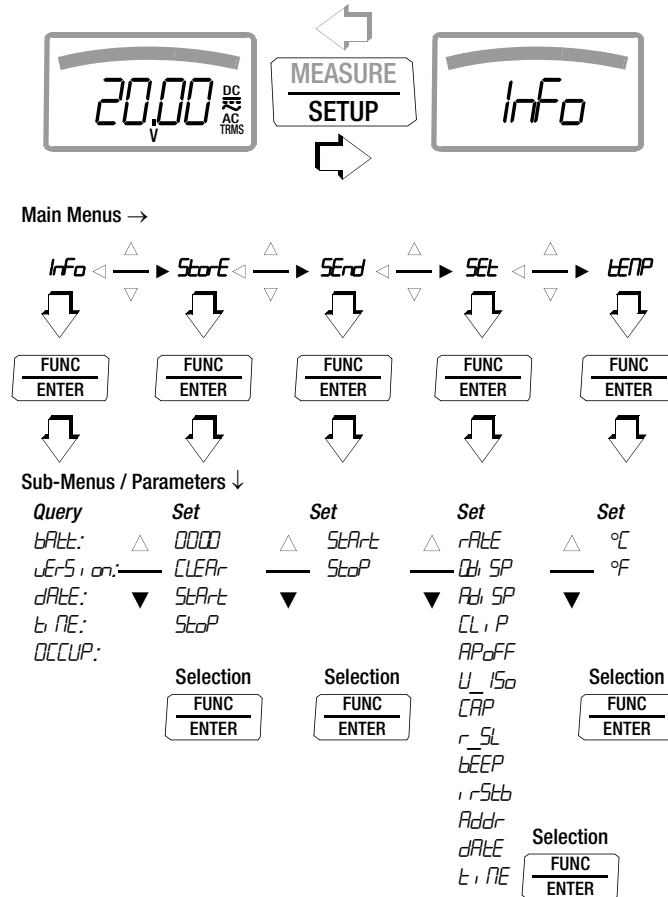 20.00 V DC AC TRMS
MEASURE
SETUP
InFo
Main Menus →
InFo StorE SEnd SEt tEMP
FUNC FUNC FUNC FUNC FUNC
ENTER ENTER ENTER ENTER ENTER
Sub-Menus / Parameters ↓
Query Set Set Set Set
bAtt: 0000 StArt rAtE °C
vErSion: CLEAr StoP 0diSP °F
dAtE: StArt AdiSP
tiME: StoP CLiP
OCCUP: APoFF
Selection Selection U_ISo Selection
FUNC FUNC CAP FUNC
ENTER ENTER r_SL ENTER
bEEP
irStb
Addr
dAtE Selection
tiME FUNC
ENTER